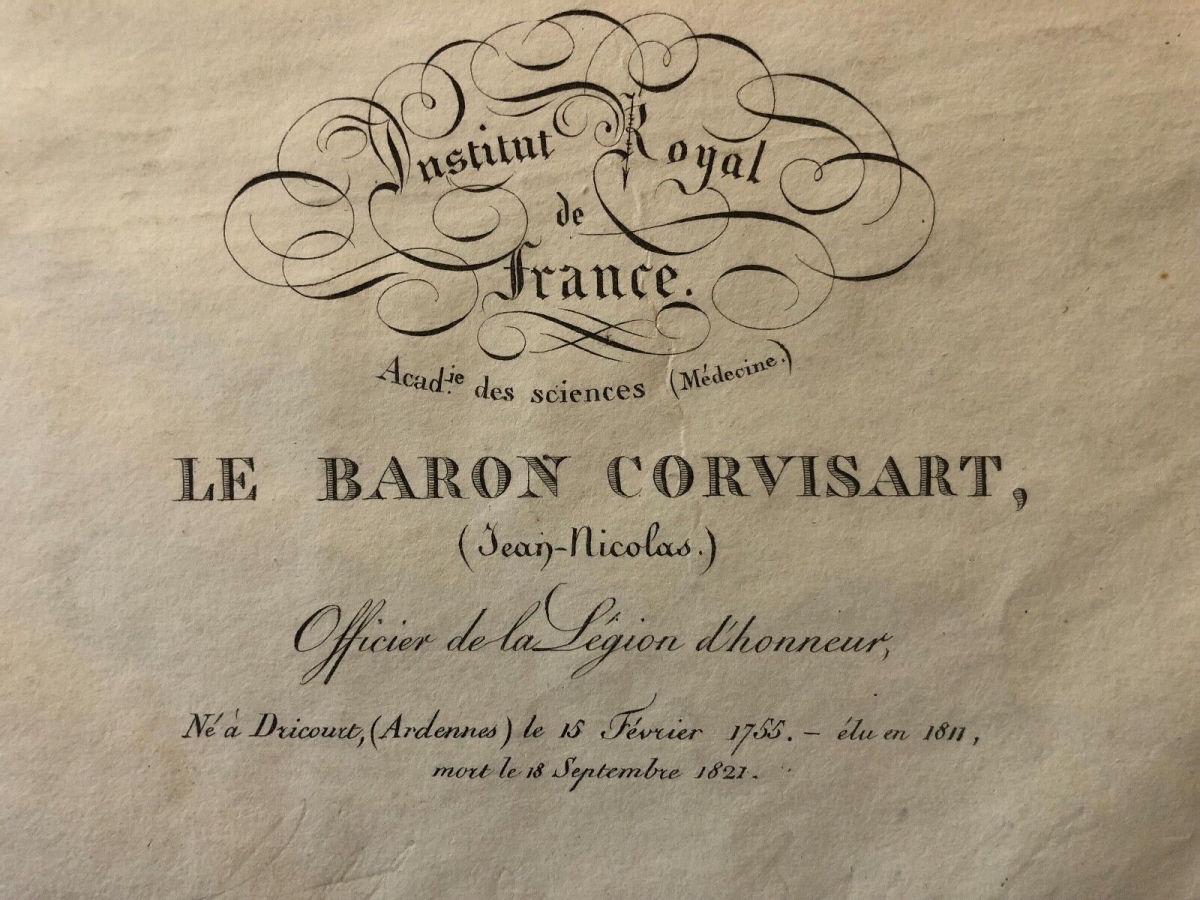 Institut Royal
de
France.
Acad.ie des sciences (Médecine.)
LE BARON CORVISART,
(Jean-Nicolas.)
Officier de la Légion d'honneur,
Né à Dricourt, (Ardennes) le 15 Février 1755. – élu en 1811,
mort le 18 Septembre 1821.